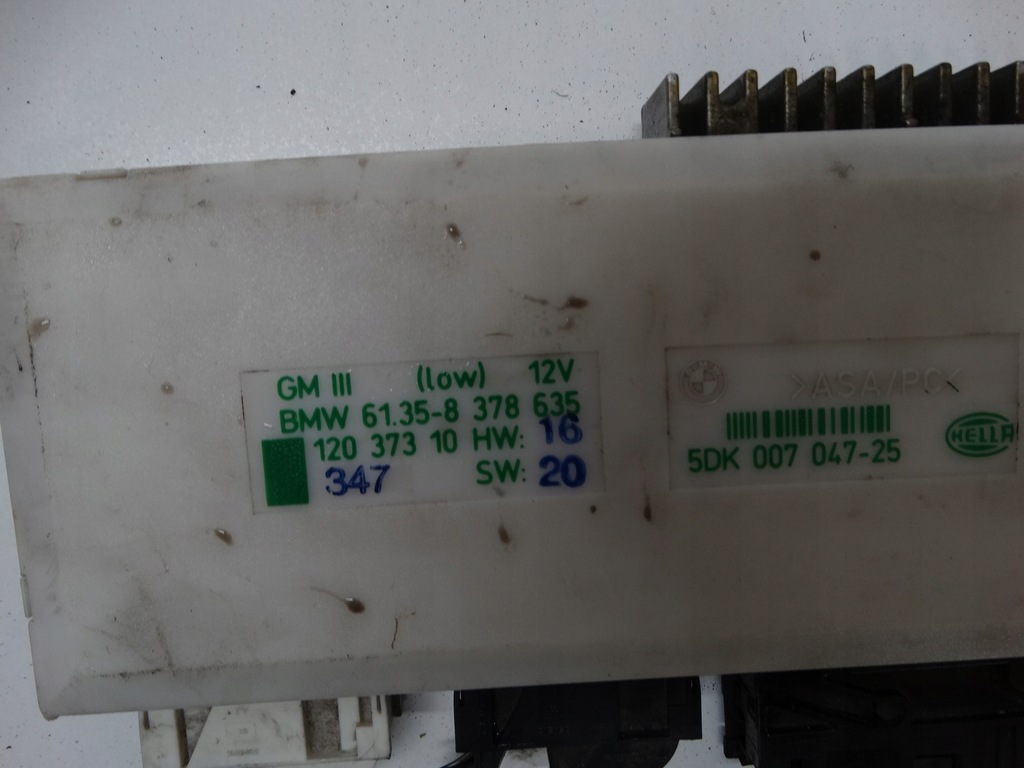 GM III (low) 12V
BMW 61.35-8 378 635
120 373 10 HW: 16
347 SW: 20
>ASA/PC<
5DK 007 047-25
HELLA